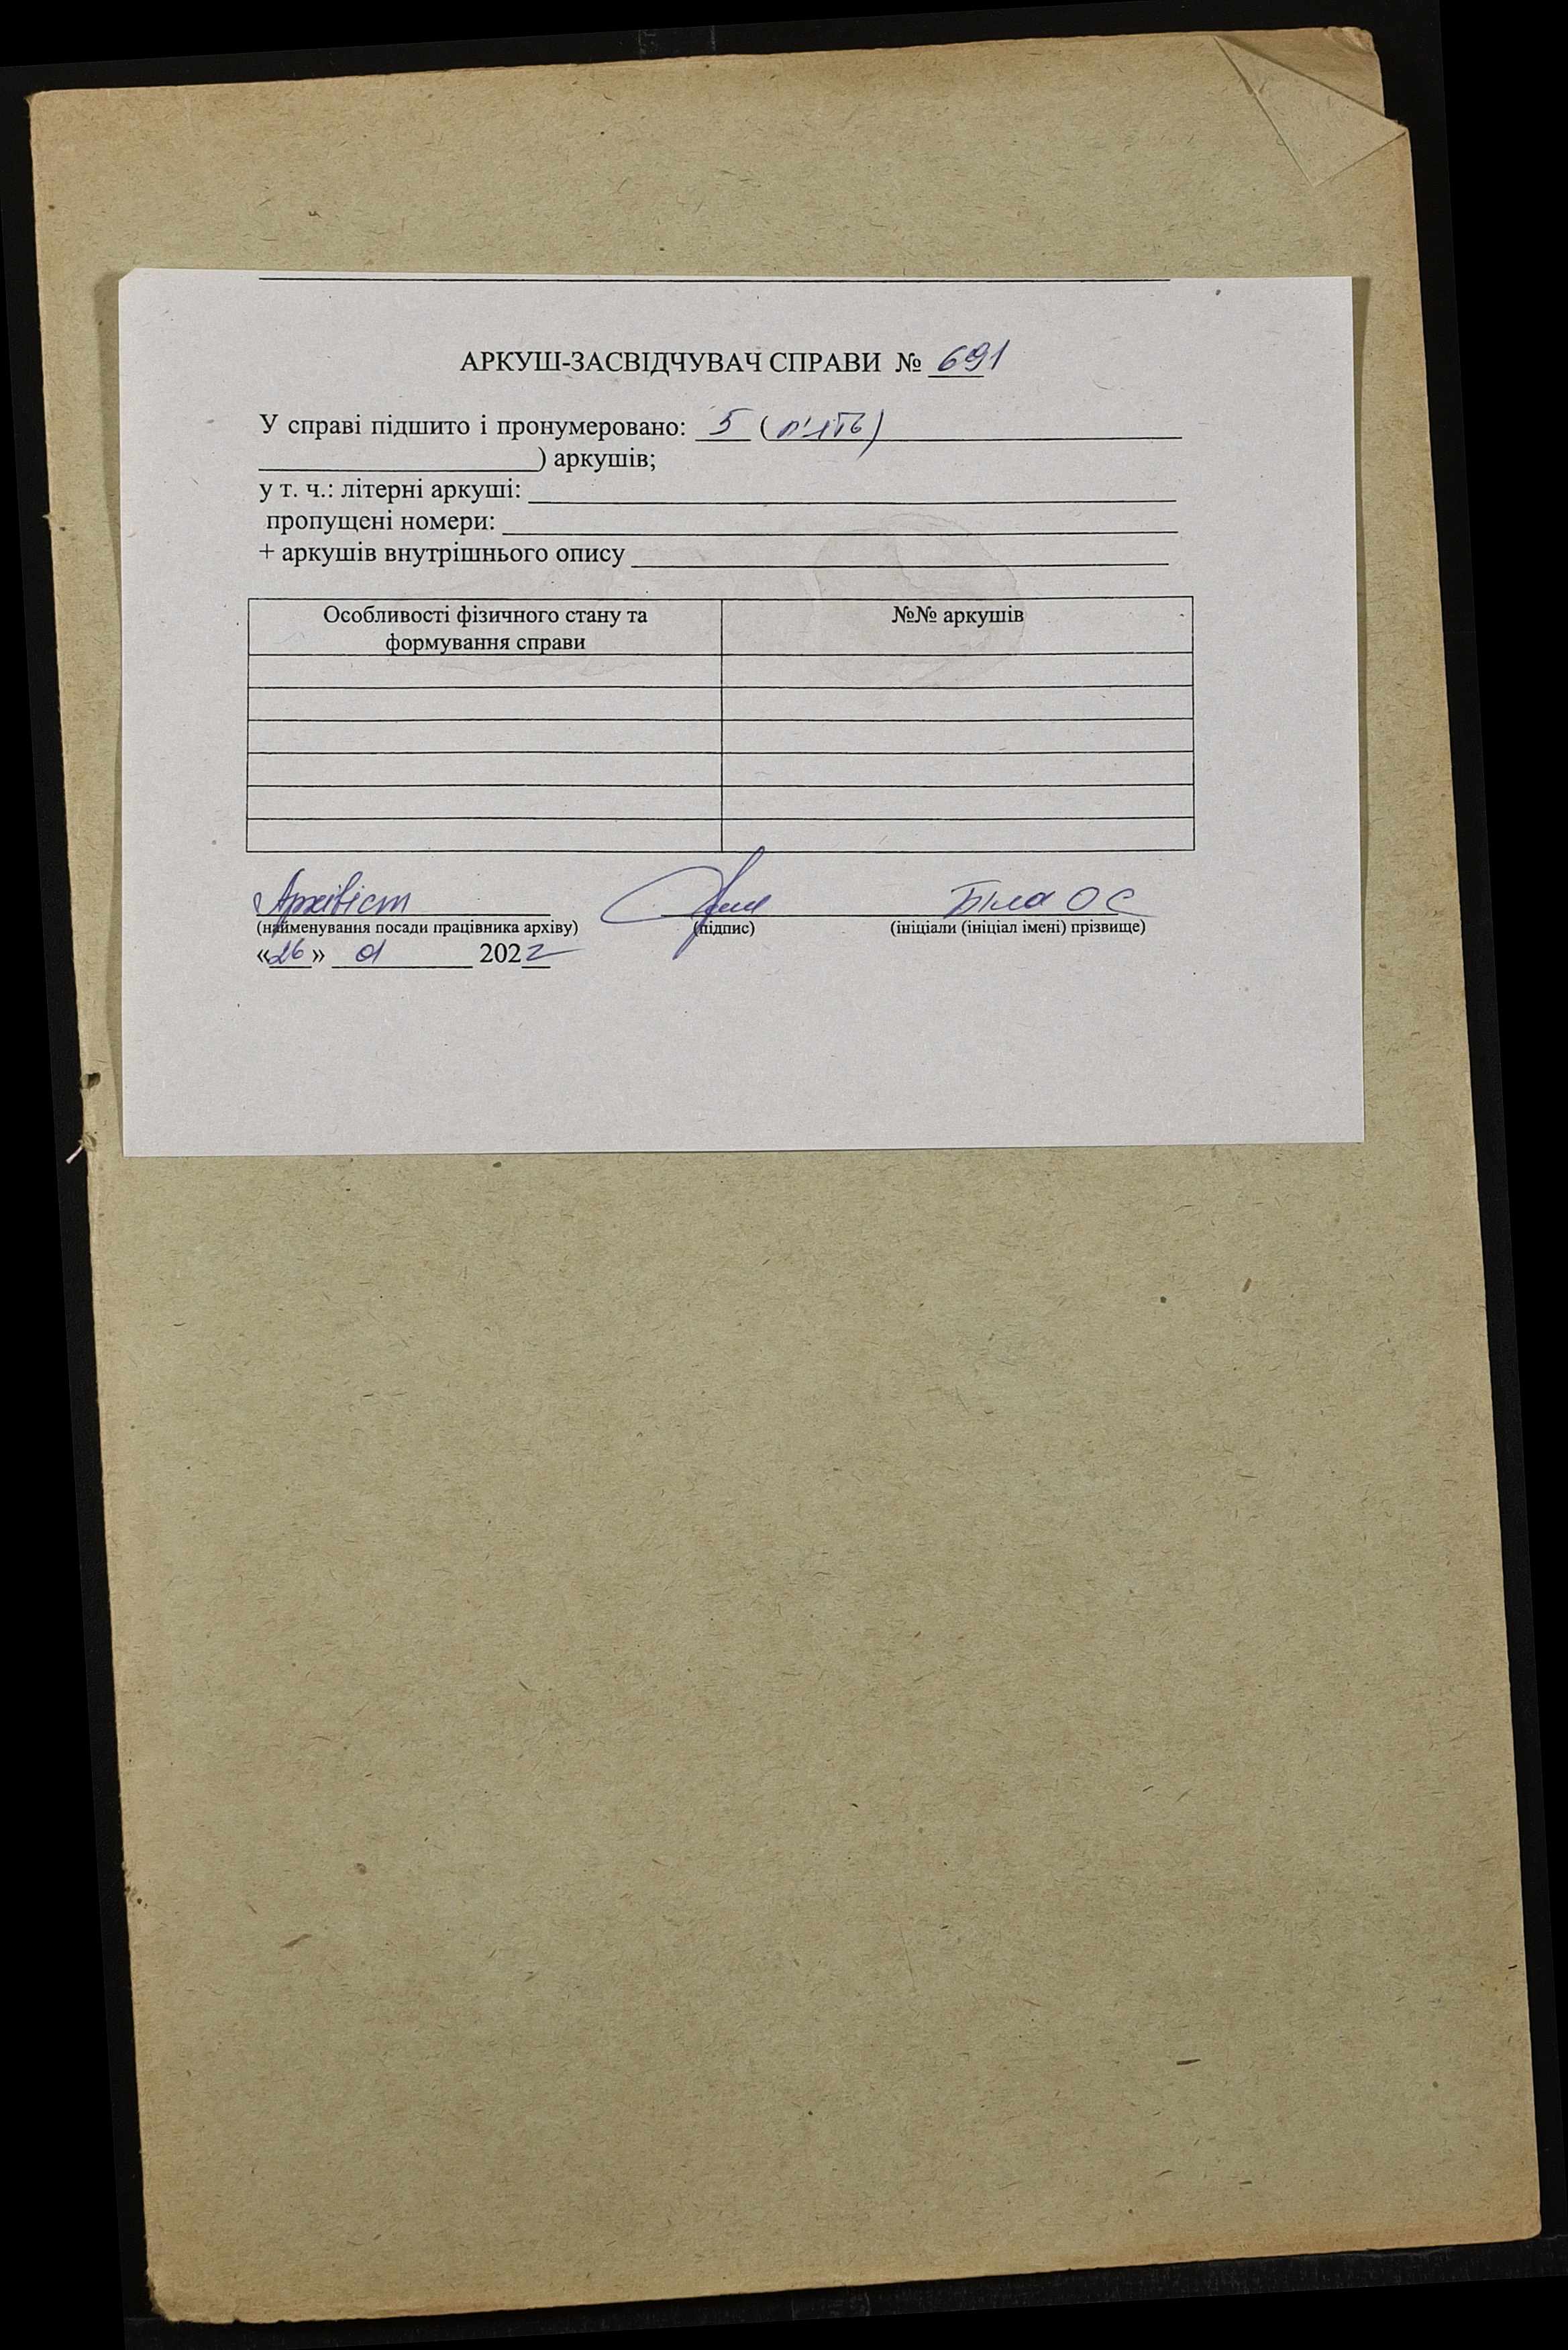 АРКУШ-ЗАСВІДЧУВАЧ СПРАВИ № 691
У справі підшито і пронумеровано: 5 (п'ять)
) аркушів;
у т. ч.: літерні аркуші:
пропущені номери:
+ аркушів внутрішнього опису
Особливості фізичного стану та
формування справи
№№ аркушів
Архівіст Біла О С
(найменування посади працівника архіву) (підпис) (ініціали (ініціал імені) прізвище)
«26» 01 2022